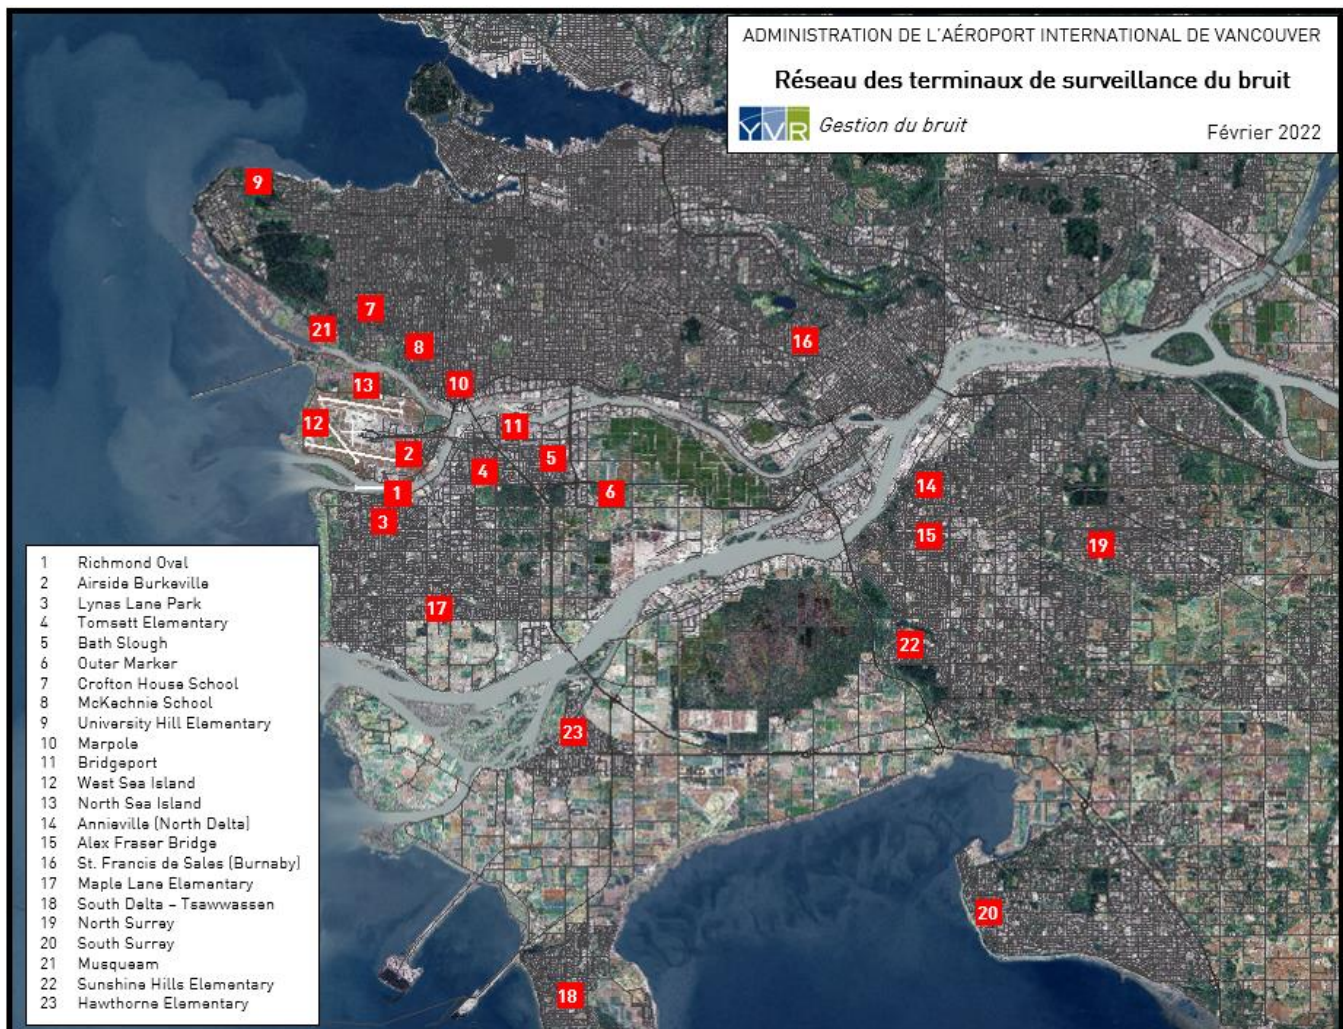 ADMINISTRATION DE L'AÉROPORT INTERNATIONAL DE VANCOUVER
Réseau des terminaux de surveillance du bruit
YVR Gestion du bruit
Février 2022
9
7
21
8
16
13
10
12
11
2
5
4
14
1
6
3
15
19
17
22
23
20
18
1 Richmond Oval
2 Airside Burkeville
3 Lynas Lane Park
4 Tomsett Elementary
5 Bath Slough
6 Outer Marker
7 Crofton House School
8 McKechnie School
9 University Hill Elementary
10 Marpole
11 Bridgeport
12 West Sea Island
13 North Sea Island
14 Annieville (North Delta)
15 Alex Fraser Bridge
16 St. Francis de Sales (Burnaby)
17 Maple Lane Elementary
18 South Delta – Tsawwassen
19 North Surrey
20 South Surrey
21 Musqueam
22 Sunshine Hills Elementary
23 Hawthorne Elementary